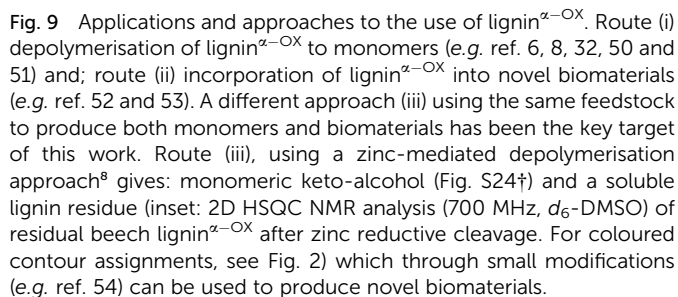 Fig. 9 Applications and approaches to the use of lignin^α−OX. Route (i)
depolymerisation of lignin^α−OX to monomers (e.g. ref. 6, 8, 32, 50 and
51) and; route (ii) incorporation of lignin^α−OX into novel biomaterials
(e.g. ref. 52 and 53). A different approach (iii) using the same feedstock
to produce both monomers and biomaterials has been the key target
of this work. Route (iii), using a zinc-mediated depolymerisation
approach⁸ gives: monomeric keto-alcohol (Fig. S24†) and a soluble
lignin residue (inset: 2D HSQC NMR analysis (700 MHz, d₆-DMSO) of
residual beech lignin^α−OX after zinc reductive cleavage. For coloured
contour assignments, see Fig. 2) which through small modifications
(e.g. ref. 54) can be used to produce novel biomaterials.